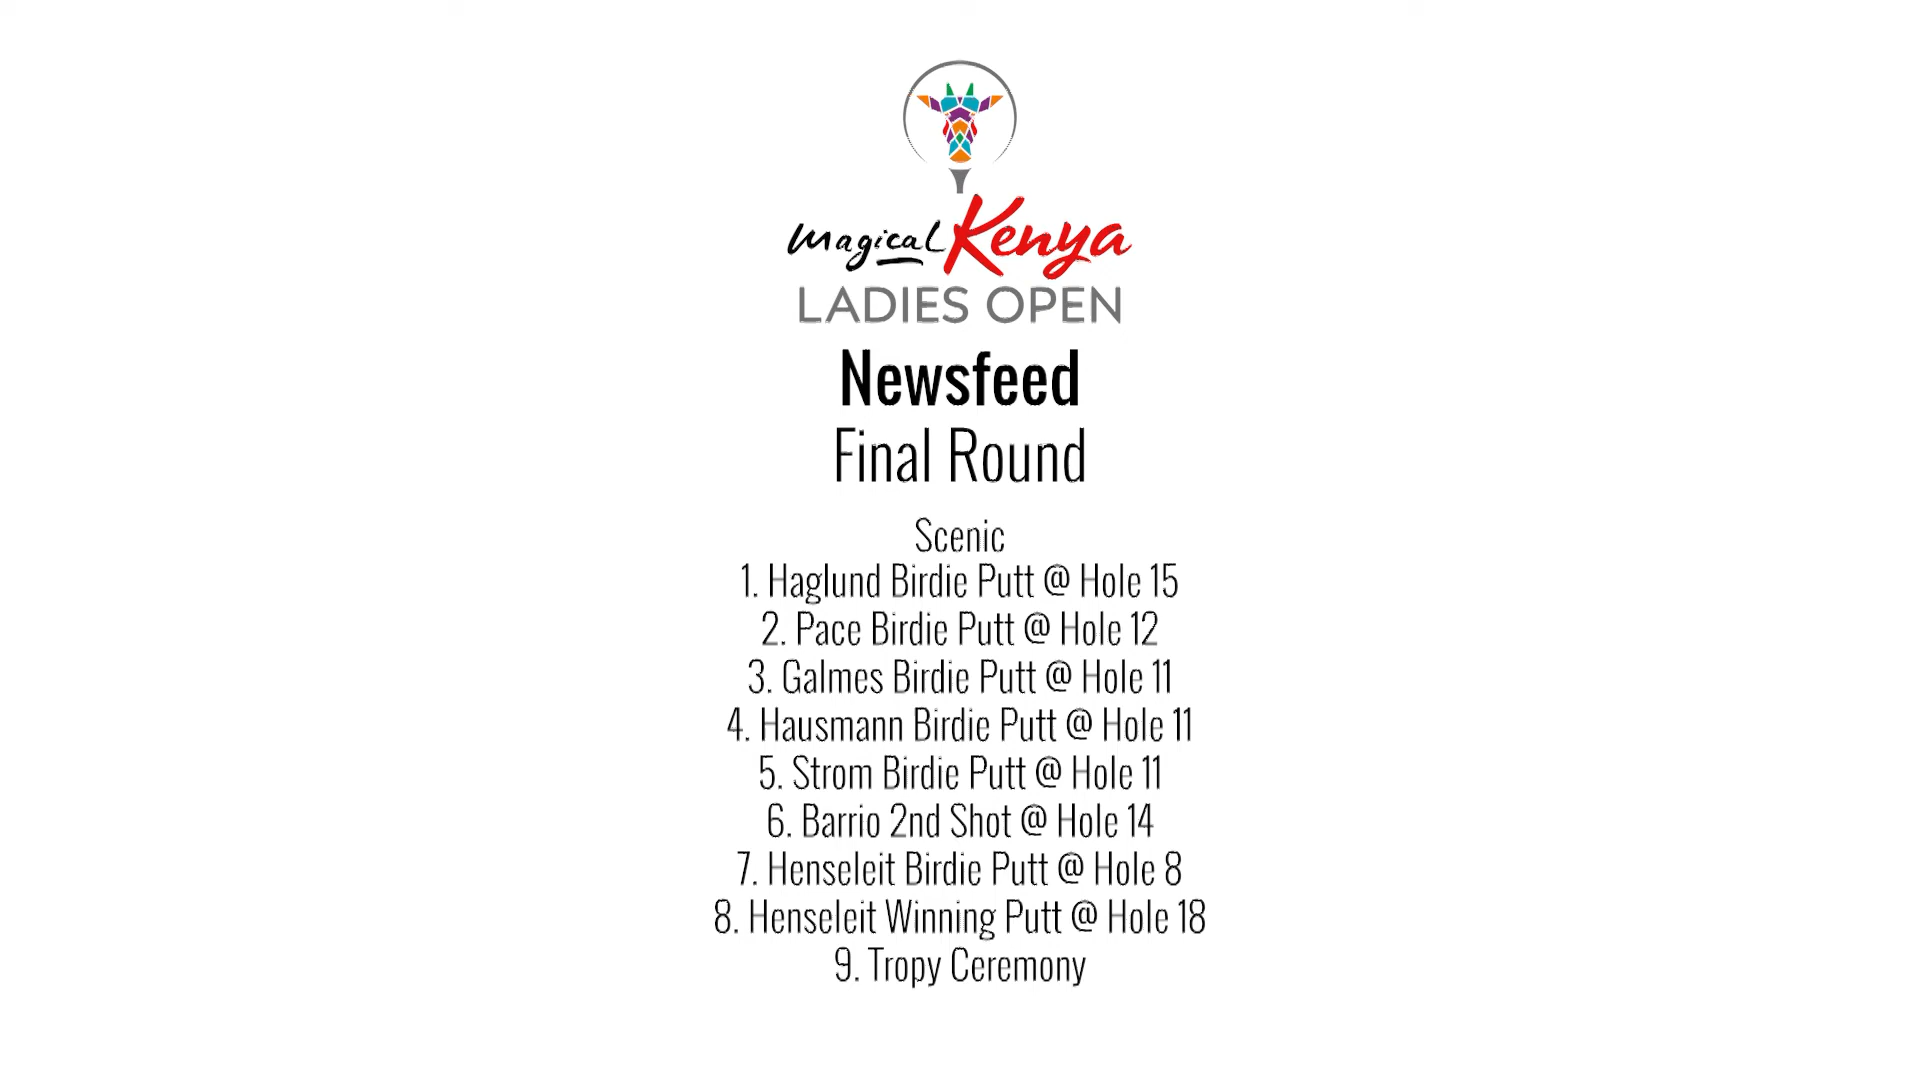 Magical Kenya
LADIES OPEN
Newsfeed
Final Round
Scenic
1. Haglund Birdie Putt @ Hole 15
2. Pace Birdie Putt @ Hole 12
3. Galmes Birdie Putt @ Hole 11
4. Hausmann Birdie Putt @ Hole 11
5. Strom Birdie Putt @ Hole 11
6. Barrio 2nd Shot @ Hole 14
7. Henseleit Birdie Putt @ Hole 8
8. Henseleit Winning Putt @ Hole 18
9. Tropy Ceremony